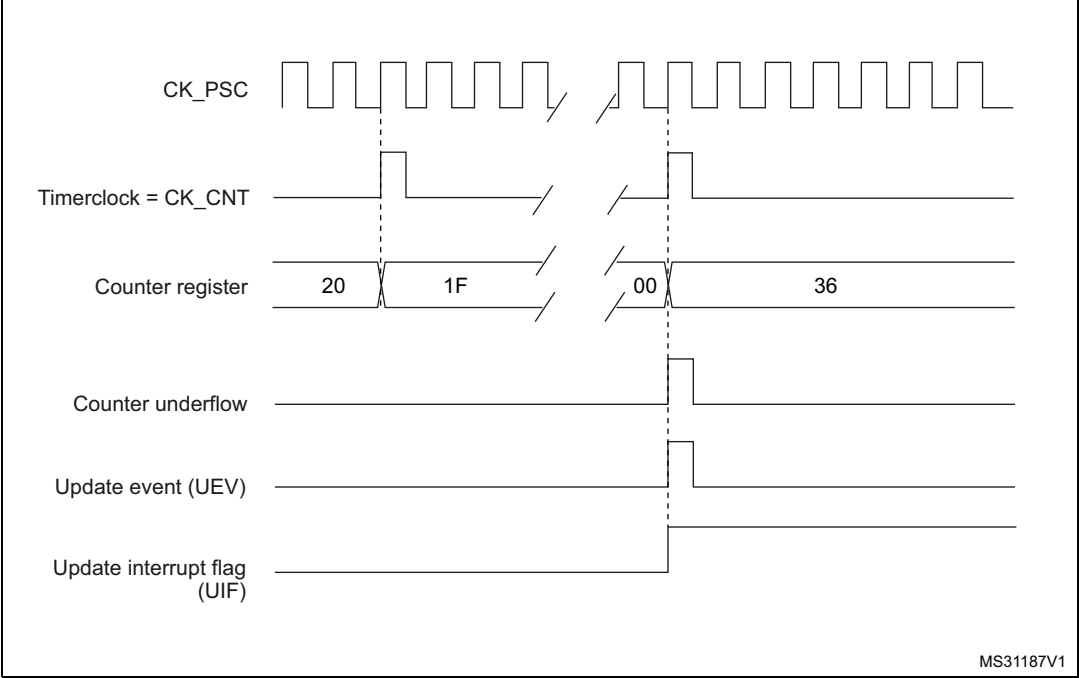 CK_PSC
Timerclock = CK_CNT
Counter register
20
1F
00
36
Counter underflow
Update event (UEV)
Update interrupt flag
(UIF)
MS31187V1